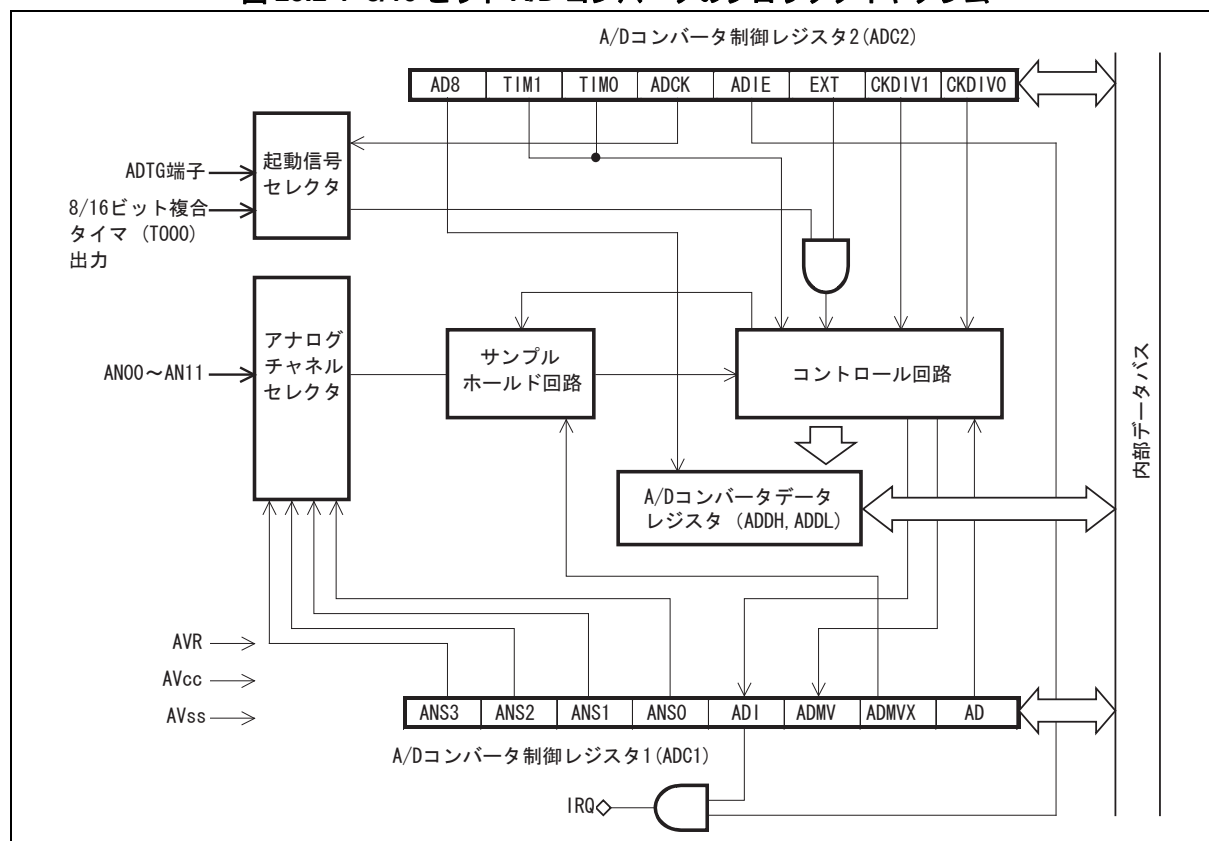 A/Dコンバータ制御レジスタ2(ADC2)
AD8 TIM1 TIM0 ADCK ADIE EXT CKDIV1 CKDIV0
起動信号
セレクタ
ADTG端子
8/16ビット複合
タイマ (TO00)
出力
アナログ
チャネル
セレクタ
AN00～AN11
サンプル
ホールド回路
コントロール回路
A/Dコンバータデータ
レジスタ (ADDH, ADDL)
内部データバス
AVR
AVcc
AVss
ANS3 ANS2 ANS1 ANS0 ADI ADMV ADMVX AD
A/Dコンバータ制御レジスタ1(ADC1)
IRQ